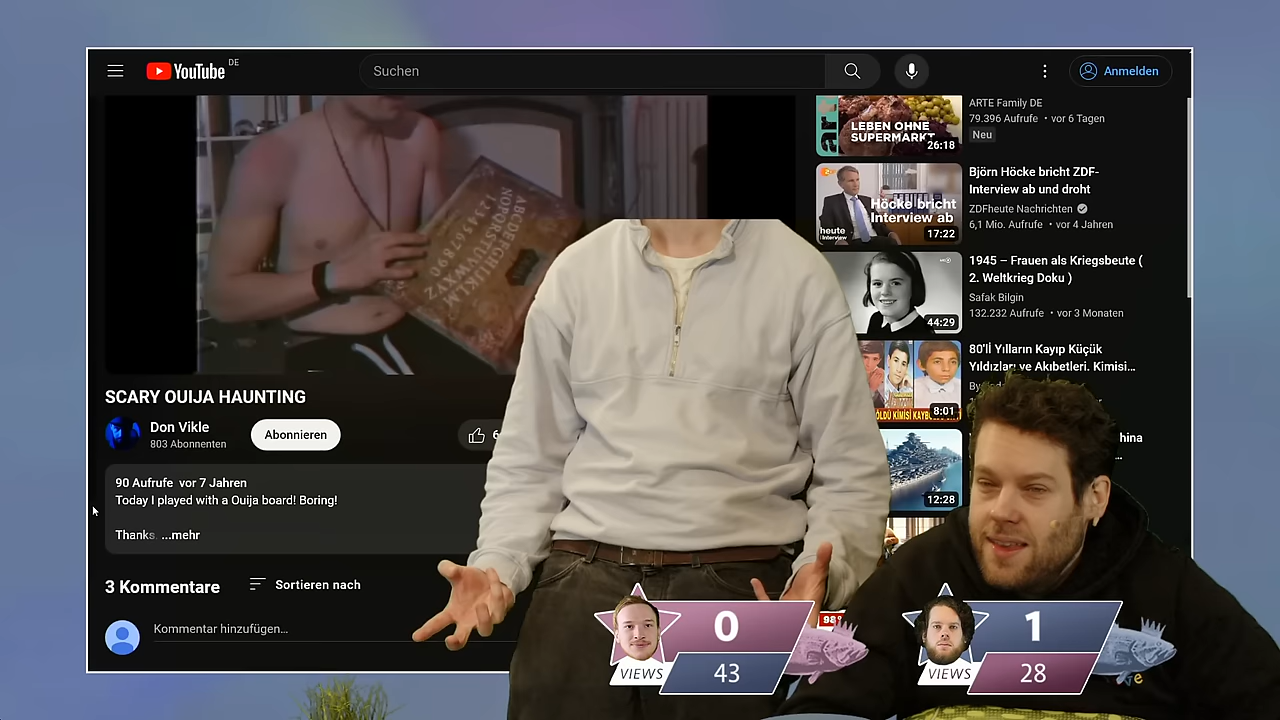 YouTube DE
Suchen
Anmelden
ABCDEFGHIJKLM
NOPQRSTUVWXYZ
1234567890
SCARY OUIJA HAUNTING
Don Vikle
803 Abonnenten
Abonnieren
6
90 Aufrufe vor 7 Jahren
Today I played with a Ouija board! Boring!
Thanks. ...mehr
3 Kommentare
Sortieren nach
Kommentar hinzufügen...
LEBEN OHNE
SUPERMARKT
26:18
ARTE Family DE
79.396 Aufrufe • vor 6 Tagen
Neu
Höcke bricht
Interview ab
heute
Interview
17:22
Björn Höcke bricht ZDF-
Interview ab und droht
ZDFheute Nachrichten
6,1 Mio. Aufrufe • vor 4 Jahren
44:29
1945 – Frauen als Kriegsbeute (
2. Weltkrieg Doku )
Safak Bilgin
132.232 Aufrufe • vor 3 Monaten
8:01
80'lİ Yılların Kayıp Küçük
Yıldızları ve Akıbetleri. Kimisi...
By
hina
...
12:28
0
VIEWS
43
1
VIEWS
28